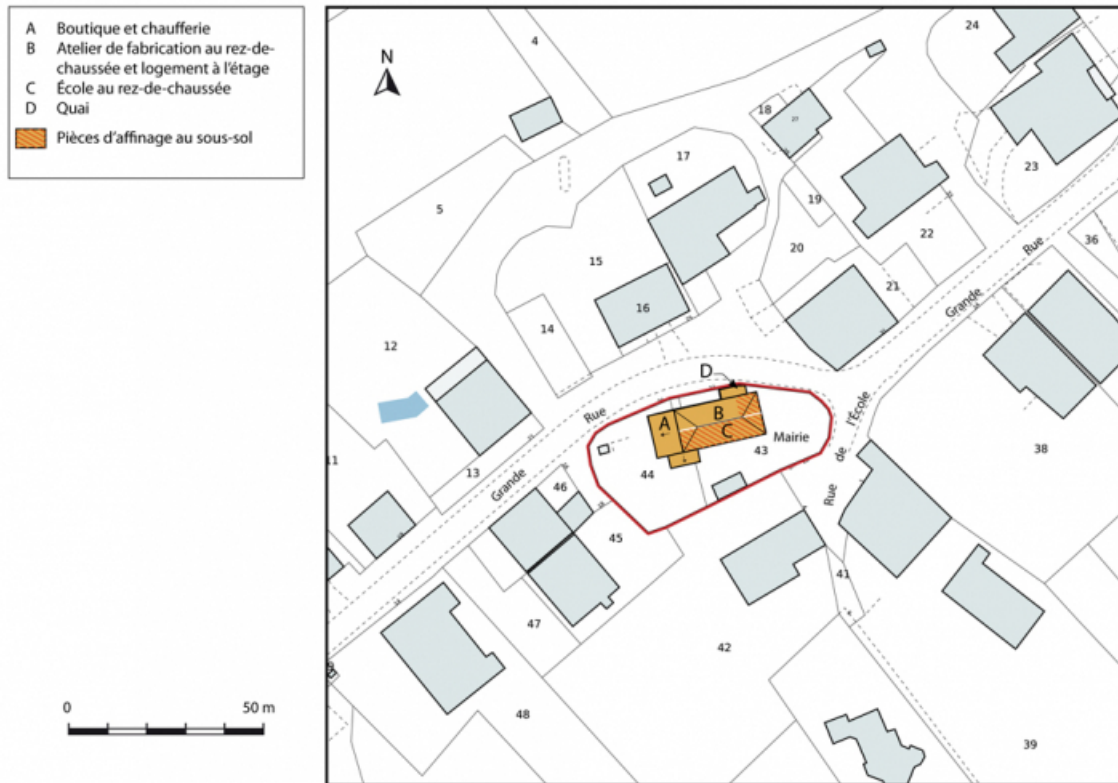 A Boutique et chaufferie
B Atelier de fabrication au rez-de-
chaussée et logement à l'étage
C École au rez-de-chaussée
D Quai
Pièces d'affinage au sous-sol
N
4
24
18
17
5
23
19
36
20
22
Rue
15
Grande
21
16
14
12
D
Rue
A
B
C
Mairie
l'École
de
Rue
38
11
13
Grande
46
44
43
45
41
47
42
48
39
0
50 m